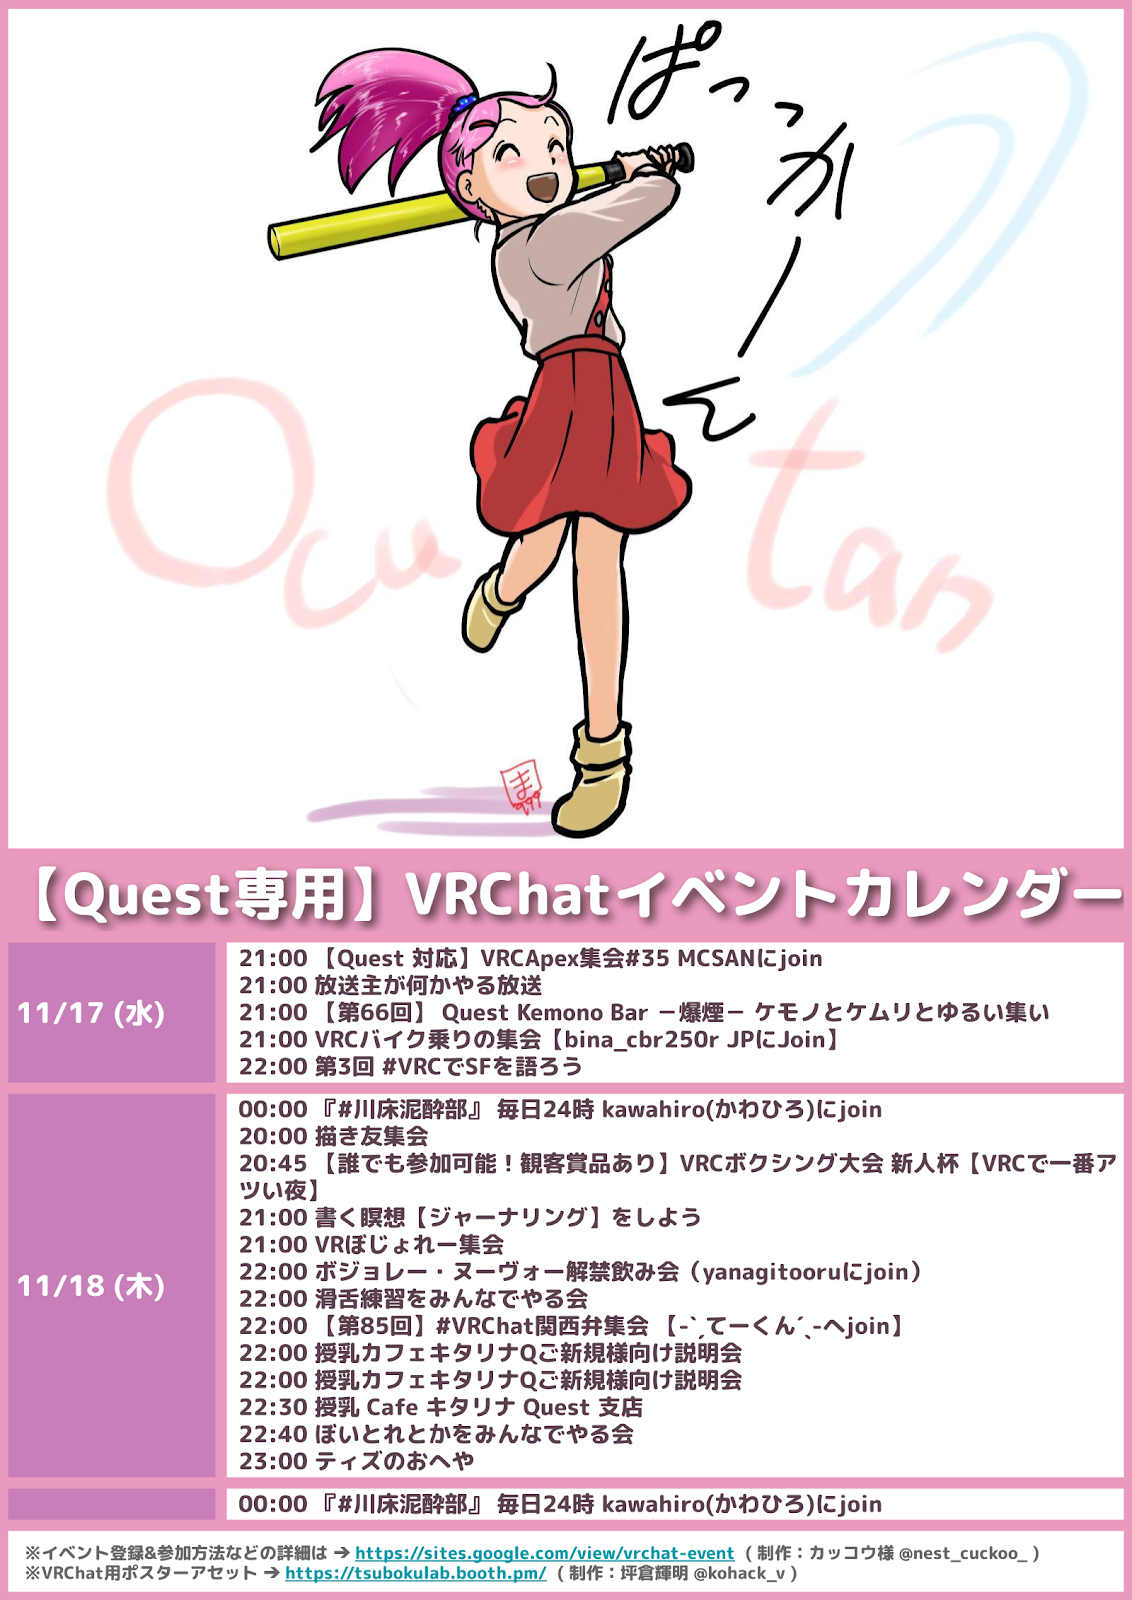 ぱっっかーん
Ocu tan
ま
999
【Quest専用】VRChatイベントカレンダー
11/17 (水)
21:00 【Quest 対応】VRCApex集会#35 MCSANにjoin
21:00 放送主が何かやる放送
21:00 【第66回】 Quest Kemono Bar －爆煙－ ケモノとケムリとゆるい集い
21:00 VRCバイク乗りの集会【bina_cbr250r JPにJoin】
22:00 第3回 #VRCでSFを語ろう
11/18 (木)
00:00 『#川床泥酔部』 毎日24時 kawahiro(かわひろ)にjoin
20:00 描き友集会
20:45 【誰でも参加可能！観客賞品あり】VRCボクシング大会 新人杯【VRCで一番ア
ツい夜】
21:00 書く瞑想【ジャーナリング】をしよう
21:00 VRぼじょれー集会
22:00 ボジョレー・ヌーヴォー解禁飲み会（yanagitooruにjoin）
22:00 滑舌練習をみんなでやる会
22:00 【第85回】#VRChat関西弁集会 【-ˋˏてーくんˊˎ-へjoin】
22:00 授乳カフェキタリナQご新規様向け説明会
22:00 授乳カフェキタリナQご新規様向け説明会
22:30 授乳 Cafe キタリナ Quest 支店
22:40 ぼいとれとかをみんなでやる会
23:00 ティズのおへや
00:00 『#川床泥酔部』 毎日24時 kawahiro(かわひろ)にjoin
※イベント登録&参加方法などの詳細は ➔ https://sites.google.com/view/vrchat-event （ 制作：カッコウ様 @nest_cuckoo_ ）
※VRChat用ポスターアセット ➔ https://tsubokulab.booth.pm/ （ 制作：坪倉輝明 @kohack_v ）